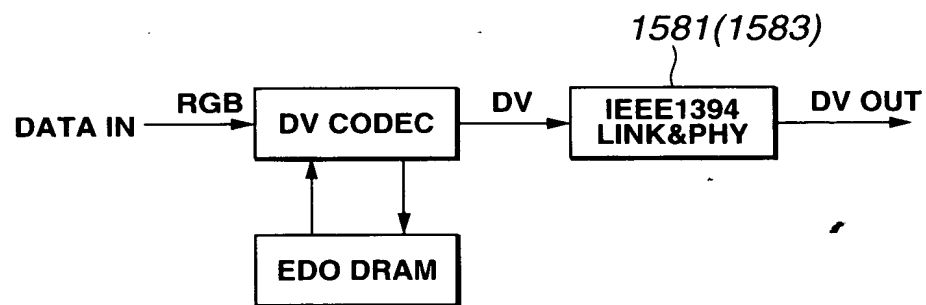 1581(1583)
DATA IN
RGB
DV CODEC
DV
IEEE1394
LINK&PHY
DV OUT
EDO DRAM